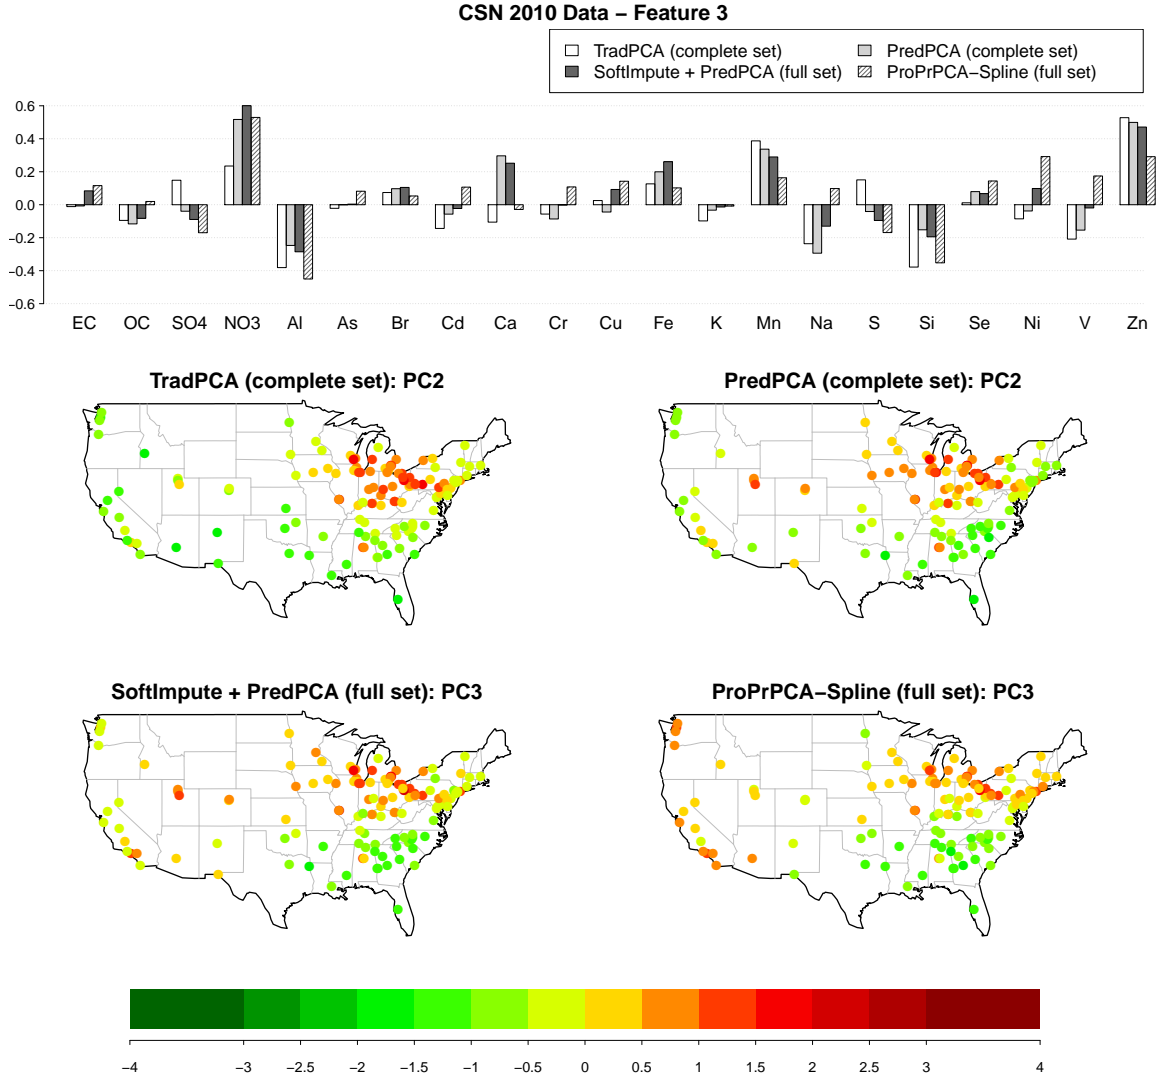 CSN 2010 Data − Feature 3
TradPCA (complete set) PredPCA (complete set)
SoftImpute + PredPCA (full set) ProPrPCA−Spline (full set)
0.6
0.4
0.2
0.0
−0.2
−0.4
−0.6
EC OC SO4 NO3 Al As Br Cd Ca Cr Cu Fe K Mn Na S Si Se Ni V Zn
TradPCA (complete set): PC2 PredPCA (complete set): PC2
SoftImpute + PredPCA (full set): PC3 ProPrPCA−Spline (full set): PC3
−4 −3 −2.5 −2 −1.5 −1 −0.5 0 0.5 1 1.5 2 2.5 3 4